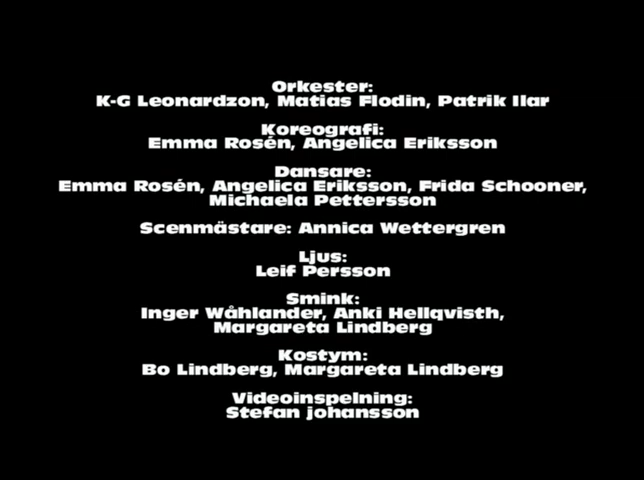 Orkester:
K-G Leonardzon, Matias Flodin, Patrik Ilar
Koreografi:
Emma Rosén, Angelica Eriksson
Dansare:
Emma Rosén, Angelica Eriksson, Frida Schooner,
Michaela Pettersson
Scenmästare: Annica Wettergren
Ljus:
Leif Persson
Smink:
Inger Wåhlander, Anki Hellqvisth,
Margareta Lindberg
Kostym:
Bo Lindberg, Margareta Lindberg
Videoinspelning:
Stefan johansson